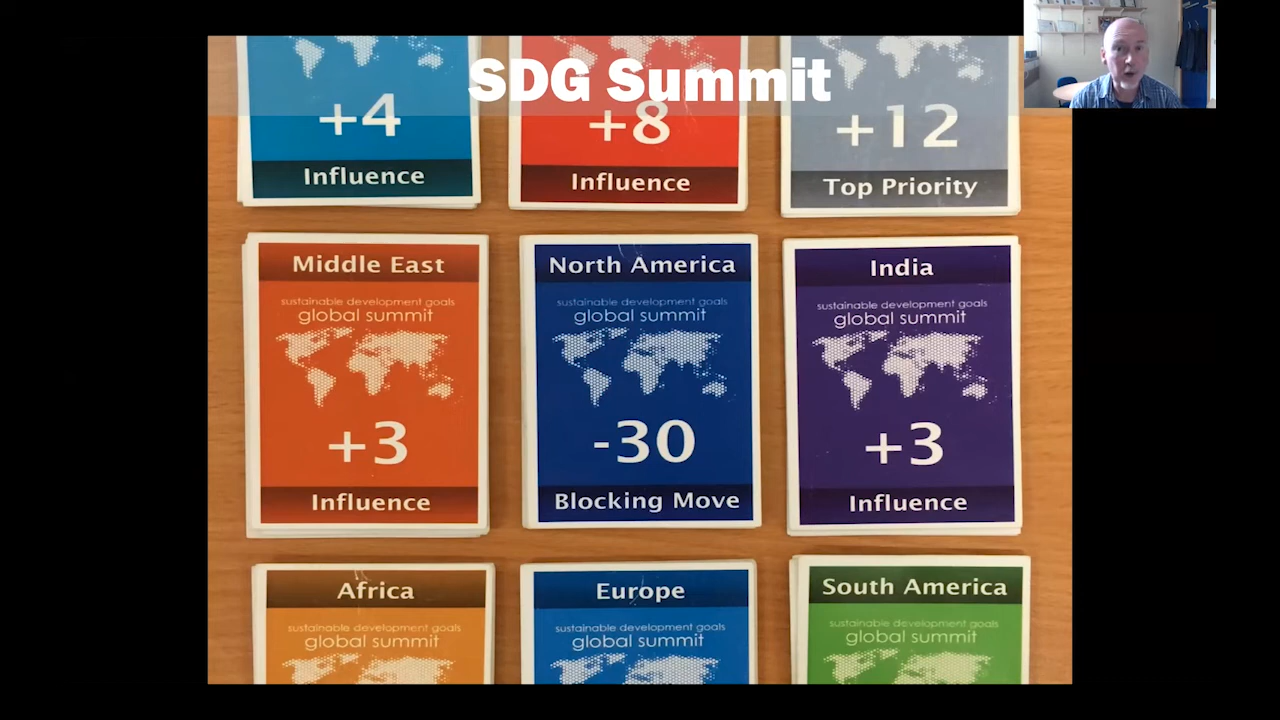 SDG Summit
+4
Influence
+8
Influence
+12
Top Priority
Middle East
sustainable development goals
global summit
+3
Influence
North America
sustainable development goals
global summit
-30
Blocking Move
India
sustainable development goals
global summit
+3
Influence
Africa
sustainable development goals
global summit
Europe
sustainable development goals
global summit
South America
sustainable development goals
global summit